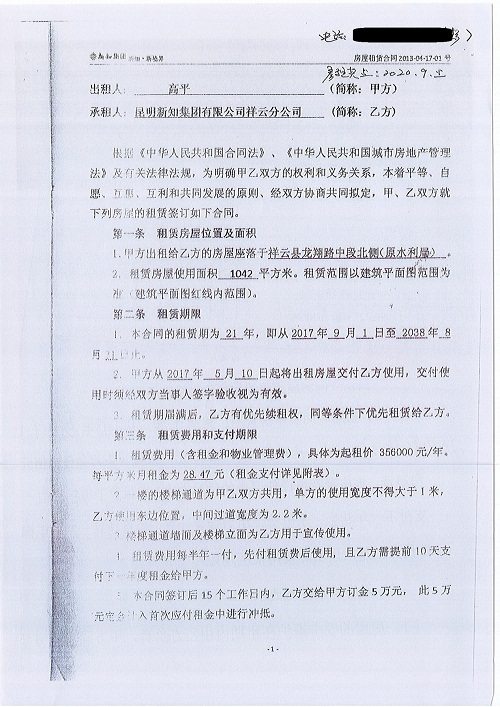 电话:
新知集团 新知·新境界 房屋租赁合同 2013-04-17-01 号
2020.9.
出租人: 高平 (简称:甲方)
承租人: 昆明新知集团有限公司祥云分公司 (简称:乙方)
根据《中华人民共和国合同法》、《中华人民共和国城市房地产管理
法》及有关法律法规,为明确甲乙双方的权利和义务关系,本着平等、自
愿、互惠、互利和共同发展的原则、经双方协商共同拟定,甲、乙双方就
下列房屋的租赁签订如下合同。
第一条 租赁房屋位置及面积
1.甲方出租给乙方的房屋座落于祥云县龙翔路中段北侧(原水利局)。
2. 租赁房屋使用面积 1042 平方米。租赁范围以建筑平面图范围为
准(建筑平面图红线内范围)。
第二条 租赁期限
1. 本合同的租赁期为 21 年,即从 2017 年 9 月 1 日至 2038 年 8
月 31 日止。
2. 甲方从 2017 年 5 月 10 日起将出租房屋交付乙方使用,交付使
用时须经双方当事人签字验收视为有效。
3. 租赁期届满后,乙方有优先续租权,同等条件下优先租赁给乙方。
第三条 租赁费用和支付期限
1. 租赁费用(含租金和物业管理费),具体为起租价 356000 元/年。
每平方米月租金为 28.47 元(租金支付详见附表)。
2. 一楼的楼梯通道为甲乙双方共用,单方的使用宽度不得大于 1 米,
乙方使用东边位置,中间过道宽度为 2.2 米。
3. 楼梯通道墙面及楼梯立面为乙方用于宣传使用。
4. 租赁费用每半年一付,先付租赁费后使用,且乙方需提前 10 天支
付下一年度租金给甲方。
5. 本合同签订后 15 个工作日内,乙方交给甲方订金 5 万元, 此 5 万
元定金计入首次应付租金中进行冲抵。
-1-